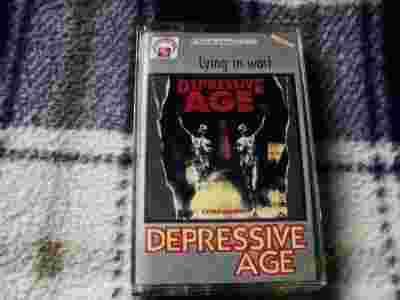 Lying in wait
DEPRESSIVE
AGE
DEPRESSIVE
AGE